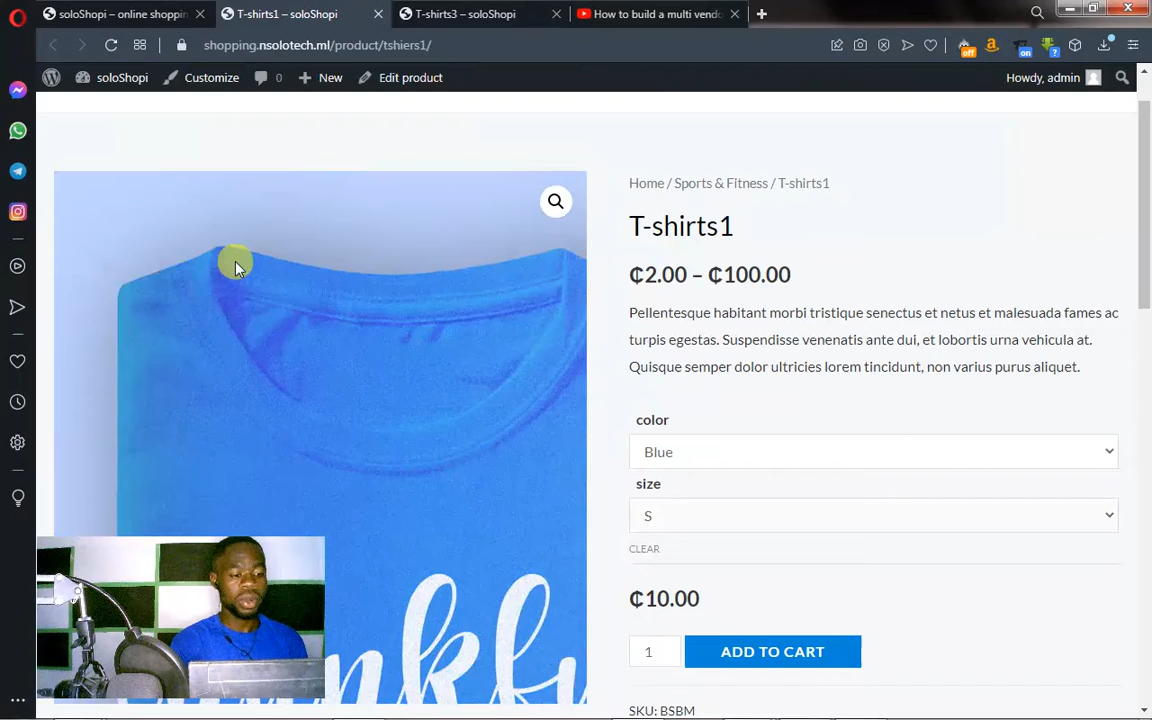 soloShopi – online shoppin
T-shirts1 – soloShopi
T-shirts3 – soloShopi
How to build a multi vendo
shopping.nsolotech.ml/product/tshiers1/
off
on
?
soloShopi
Customize
0
New
Edit product
Howdy, admin
Home / Sports & Fitness / T-shirts1
T-shirts1
₵2.00 – ₵100.00
Pellentesque habitant morbi tristique senectus et netus et malesuada fames ac
turpis egestas. Suspendisse venenatis ante dui, et lobortis urna vehicula at.
Quisque semper dolor ultricies lorem tincidunt, non varius purus aliquet.
color
Blue
size
S
CLEAR
₵10.00
1
ADD TO CART
SKU: BSBM